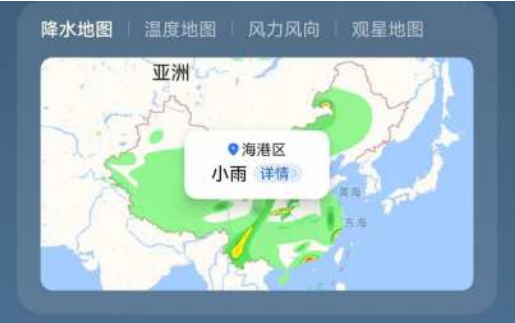 降水地图 温度地图 风力风向 观星地图
亚洲
海港区
小雨 详情
黄海
东海